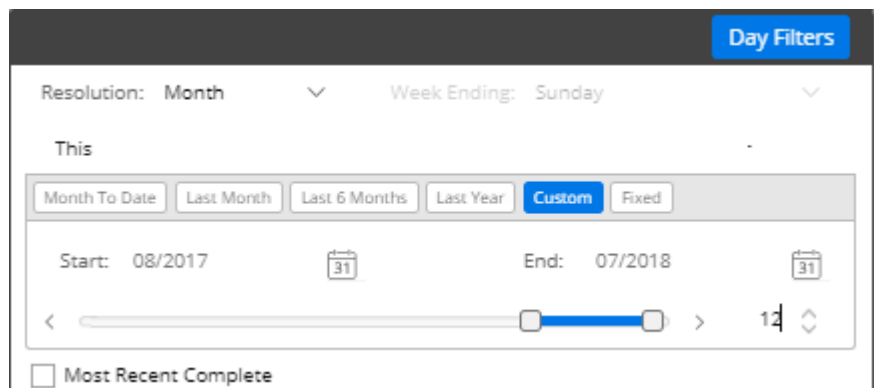 Day Filters
Resolution: Month Week Ending: Sunday
This -
Month To Date Last Month Last 6 Months Last Year Custom Fixed
Start: 08/2017 31 End: 07/2018 31
12
Most Recent Complete